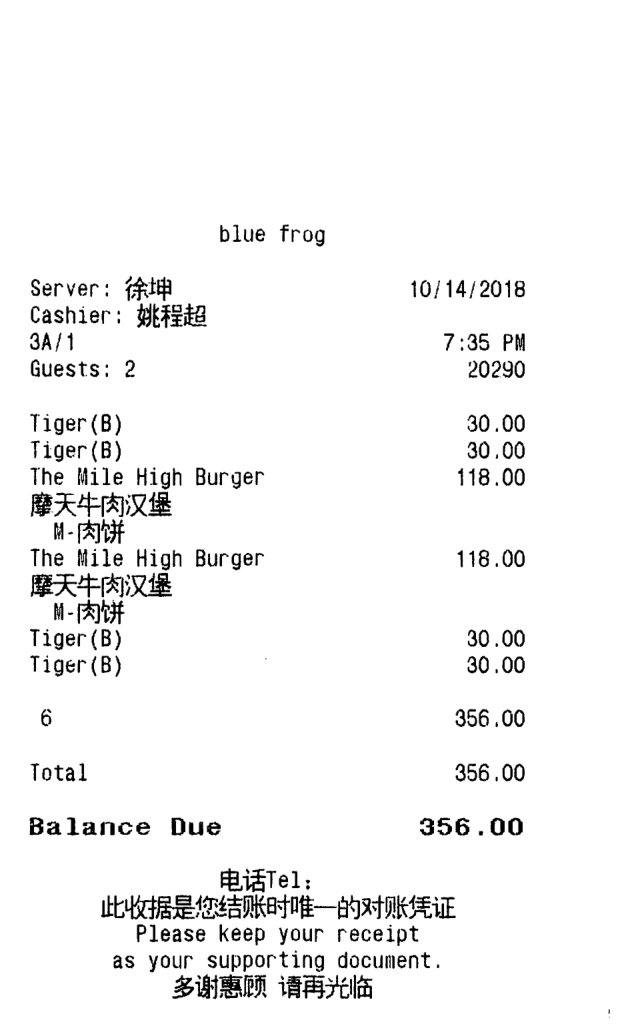 blue frog
Server: 徐坤 10/14/2018
Cashier: 姚程超
3A/1 7:35 PM
Guests: 2 20290
Tiger(B) 30.00
Tiger(B) 30.00
The Mile High Burger 118.00
摩天牛肉汉堡
M-肉饼
The Mile High Burger 118.00
摩天牛肉汉堡
M-肉饼
Tiger(B) 30.00
Tiger(B) 30.00
6 356.00
Total 356.00
Balance Due 356.00
电话Tel:
此收据是您结账时唯一的对账凭证
Please keep your receipt
as your supporting document.
多谢惠顾 请再光临